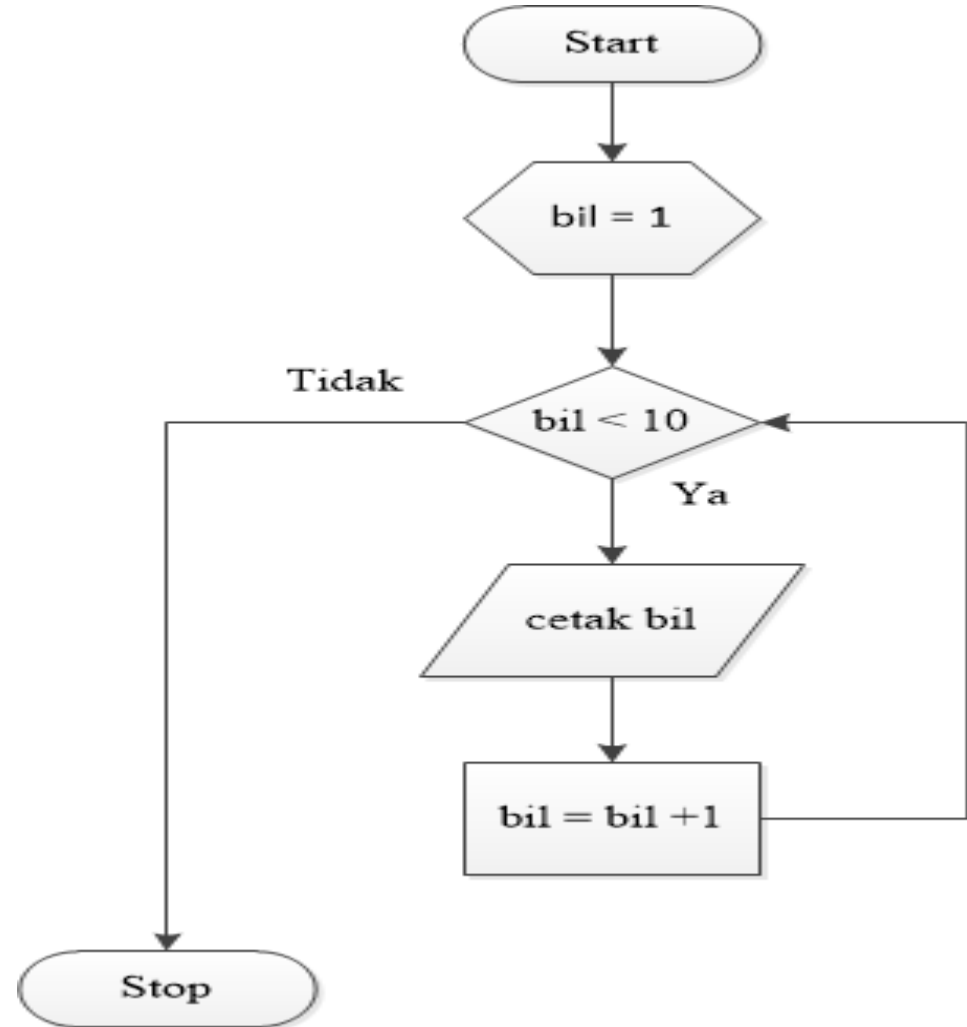 Start
bil = 1
Tidak
bil < 10
Ya
cetak bil
bil = bil +1
Stop